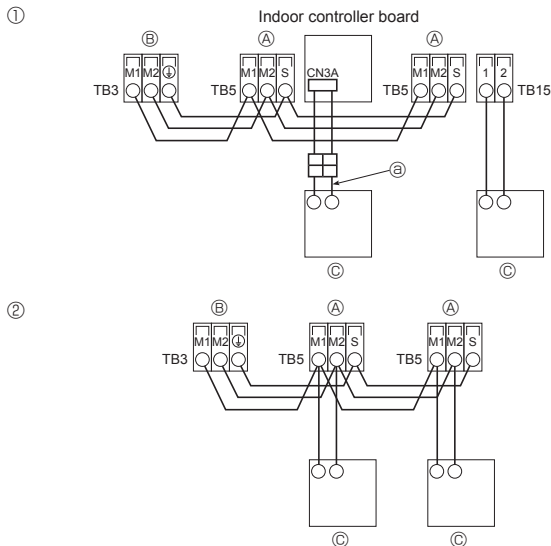 ①
Indoor controller board
Ⓑ Ⓐ Ⓐ
TB3 M1 M2 ⏚ TB5 M1 M2 S CN3A TB5 M1 M2 S 1 2 TB15
ⓐ
Ⓒ Ⓒ
②
Ⓑ Ⓐ Ⓐ
TB3 M1 M2 ⏚ TB5 M1 M2 S TB5 M1 M2 S
Ⓒ Ⓒ